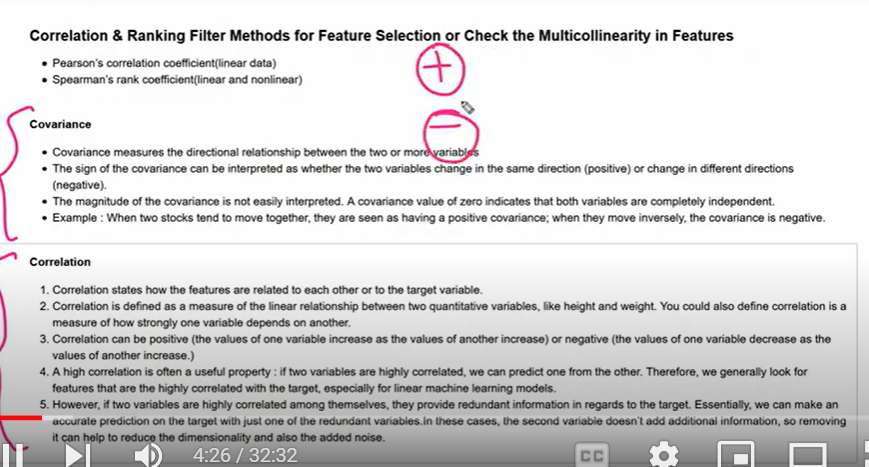 Correlation & Ranking Filter Methods for Feature Selection or Check the Multicollinearity in Features
• Pearson's correlation coefficient(linear data)
• Spearman's rank coefficient(linear and nonlinear)
+
−
Covariance
• Covariance measures the directional relationship between the two or more variables
• The sign of the covariance can be interpreted as whether the two variables change in the same direction (positive) or change in different directions
(negative).
• The magnitude of the covariance is not easily interpreted. A covariance value of zero indicates that both variables are completely independent.
• Example : When two stocks tend to move together, they are seen as having a positive covariance; when they move inversely, the covariance is negative.
Correlation
1. Correlation states how the features are related to each other or to the target variable.
2. Correlation is defined as a measure of the linear relationship between two quantitative variables, like height and weight. You could also define correlation is a
measure of how strongly one variable depends on another.
3. Correlation can be positive (the values of one variable increase as the values of another increase) or negative (the values of one variable decrease as the
values of another increase.)
4. A high correlation is often a useful property : if two variables are highly correlated, we can predict one from the other. Therefore, we generally look for
features that are the highly correlated with the target, especially for linear machine learning models.
5. However, if two variables are highly correlated among themselves, they provide redundant information in regards to the target. Essentially, we can make an
accurate prediction on the target with just one of the redundant variables.In these cases, the second variable doesn't add additional information, so removing
it can help to reduce the dimensionality and also the added noise.
4:26 / 32:32
CC